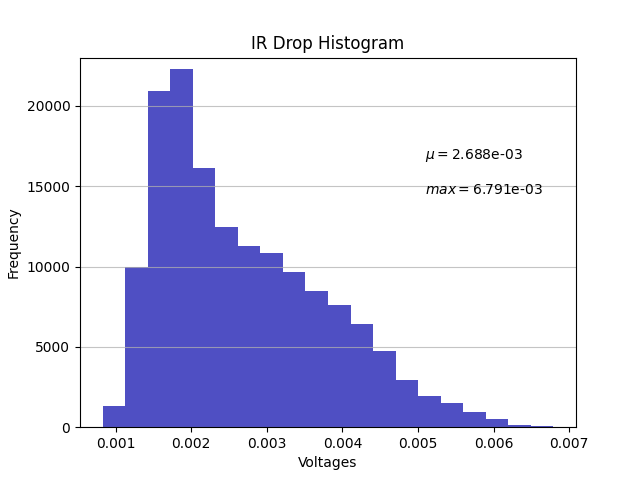 IR Drop Histogram
20000
15000
10000
5000
0
Frequency
μ = 2.688e-03
max = 6.791e-03
0.001 0.002 0.003 0.004 0.005 0.006 0.007
Voltages